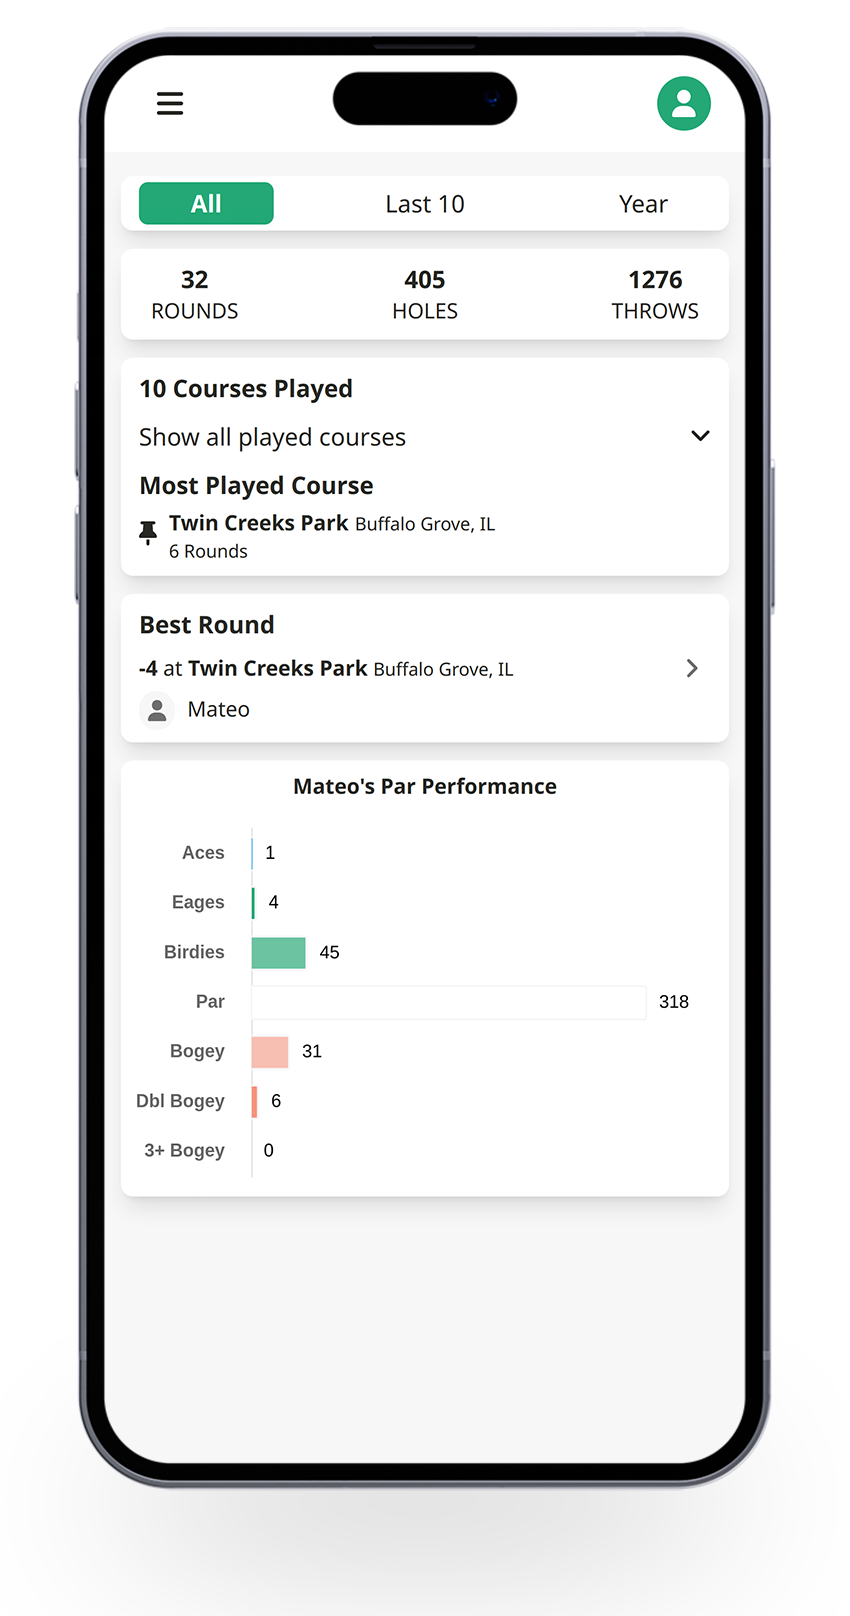 All Last 10 Year
32 405 1276
ROUNDS HOLES THROWS
10 Courses Played
Show all played courses
Most Played Course
Twin Creeks Park Buffalo Grove, IL
6 Rounds
Best Round
-4 at Twin Creeks Park Buffalo Grove, IL
Mateo
Mateo's Par Performance
Aces 1
Eages 4
Birdies 45
Par 318
Bogey 31
Dbl Bogey 6
3+ Bogey 0